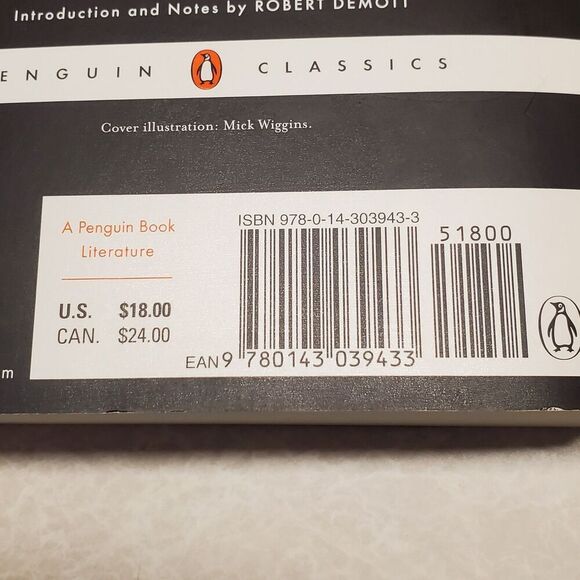 Introduction and Notes by ROBERT DEMOTT
ENGUIN CLASSICS
Cover illustration: Mick Wiggins.
A Penguin Book
Literature
U.S. $18.00
CAN. $24.00
ISBN 978-0-14-303943-3
51800
EAN 9 780143 039433
m